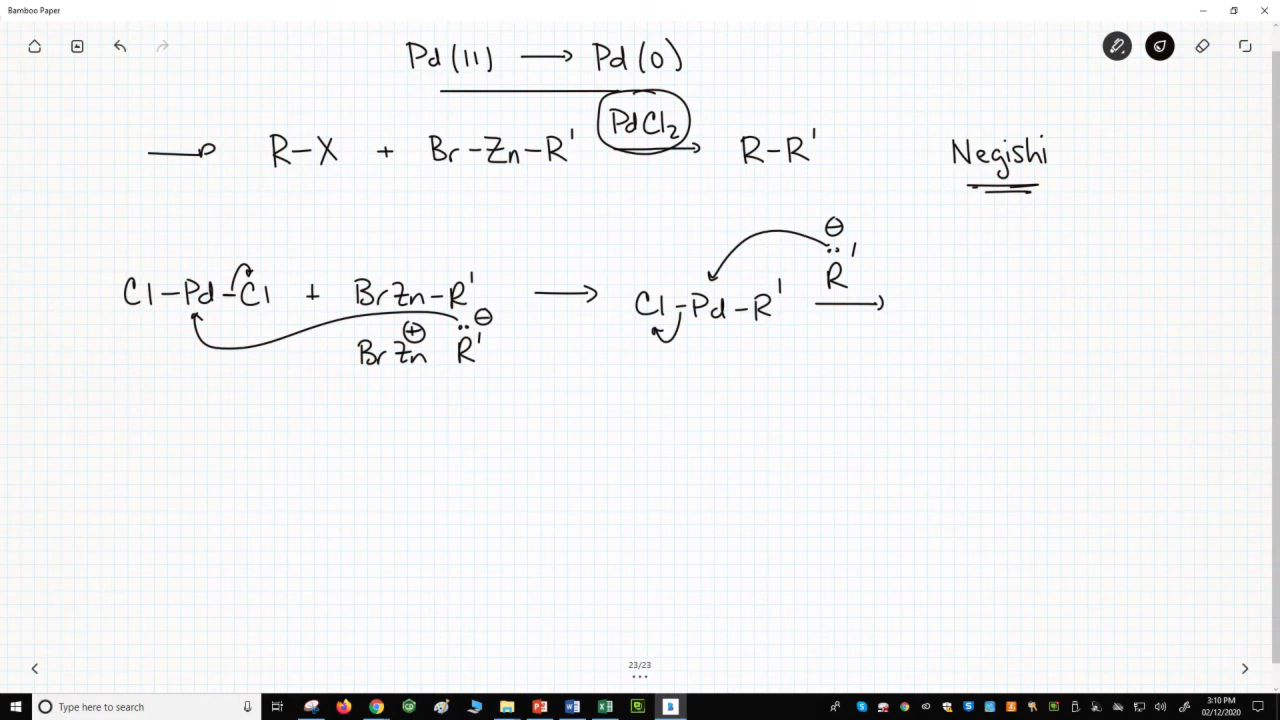 Bamboo Paper
Pd(II) → Pd(0)
PdCl₂
→ R-X + Br-Zn-R' → R-R' Negishi
⊖
.. '
Cl-Pd-Cl + BrZn-R' → Cl-Pd-R' R →
⊕ .. ⊖
BrZn R'
23/23
Type here to search
3:10 PM
02/12/2020